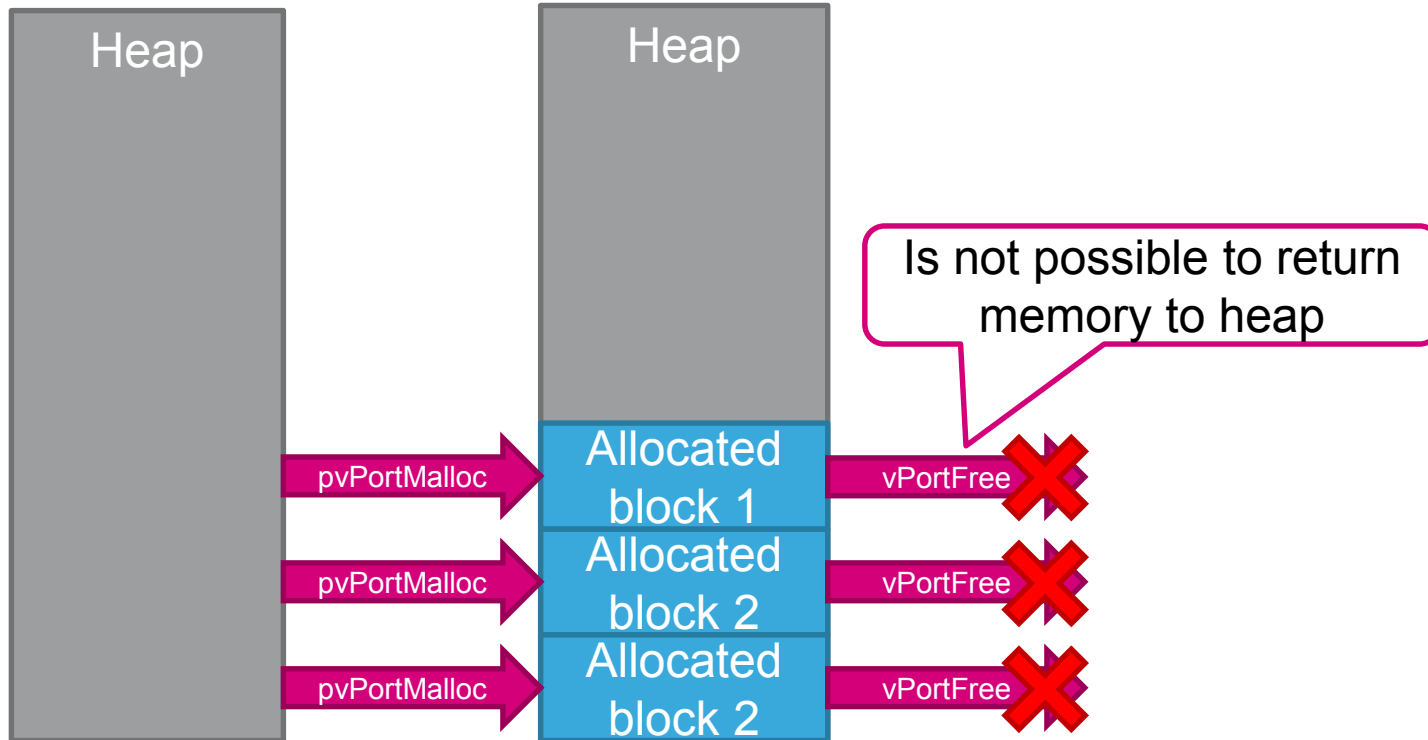 Heap
Heap
Is not possible to return
memory to heap
pvPortMalloc
Allocated
block 1
vPortFree
pvPortMalloc
Allocated
block 2
vPortFree
pvPortMalloc
Allocated
block 2
vPortFree